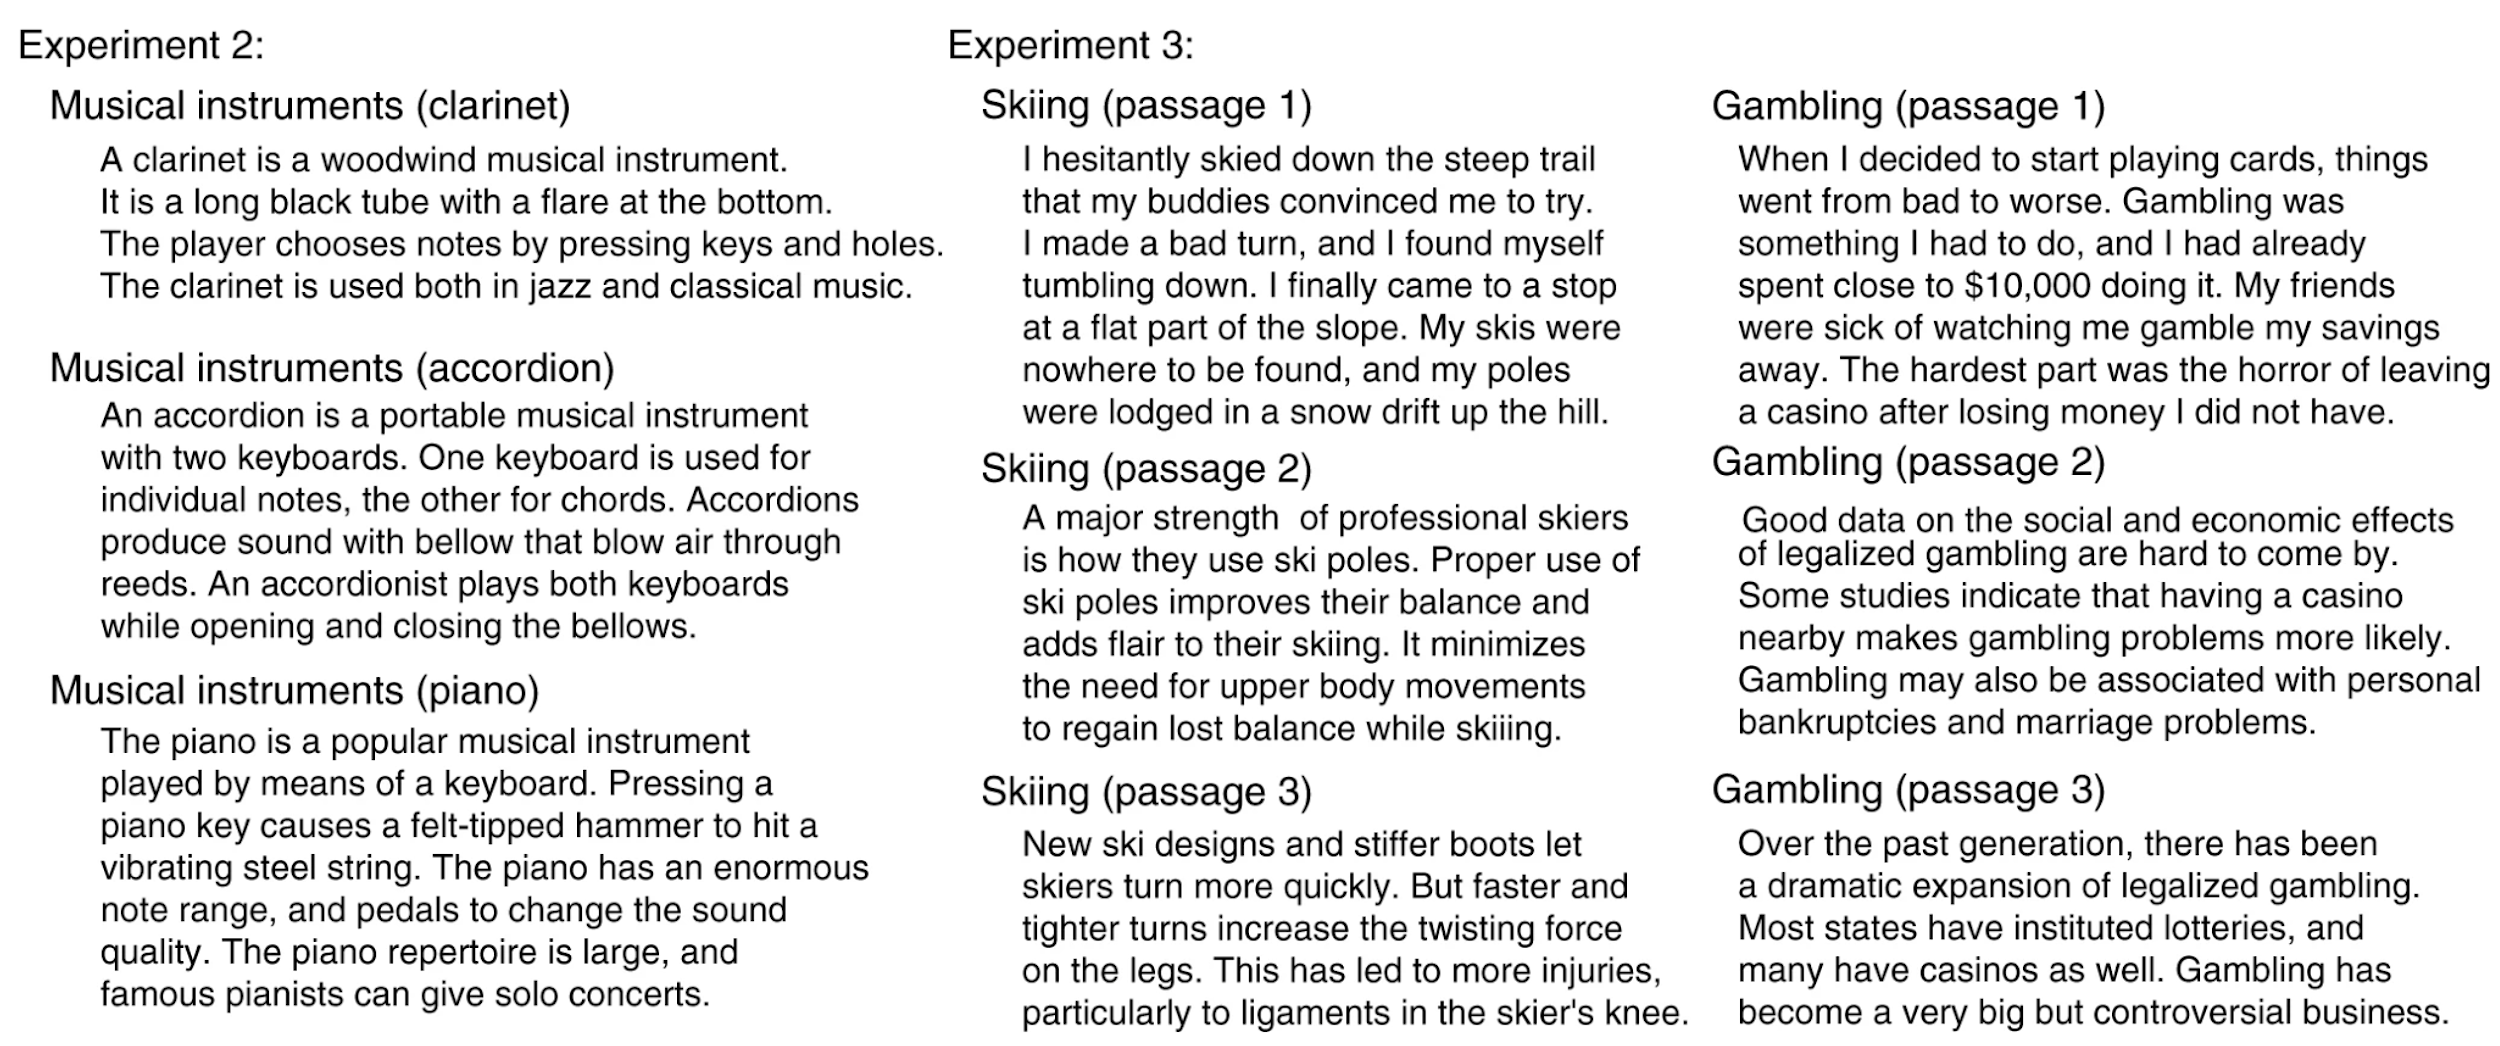 Experiment 2:
Musical instruments (clarinet)
A clarinet is a woodwind musical instrument.
It is a long black tube with a flare at the bottom.
The player chooses notes by pressing keys and holes.
The clarinet is used both in jazz and classical music.
Musical instruments (accordion)
An accordion is a portable musical instrument
with two keyboards. One keyboard is used for
individual notes, the other for chords. Accordions
produce sound with bellow that blow air through
reeds. An accordionist plays both keyboards
while opening and closing the bellows.
Musical instruments (piano)
The piano is a popular musical instrument
played by means of a keyboard. Pressing a
piano key causes a felt-tipped hammer to hit a
vibrating steel string. The piano has an enormous
note range, and pedals to change the sound
quality. The piano repertoire is large, and
famous pianists can give solo concerts.
Experiment 3:
Skiing (passage 1)
I hesitantly skied down the steep trail
that my buddies convinced me to try.
I made a bad turn, and I found myself
tumbling down. I finally came to a stop
at a flat part of the slope. My skis were
nowhere to be found, and my poles
were lodged in a snow drift up the hill.
Skiing (passage 2)
A major strength  of professional skiers
is how they use ski poles. Proper use of
ski poles improves their balance and
adds flair to their skiing. It minimizes
the need for upper body movements
to regain lost balance while skiiing.
Skiing (passage 3)
New ski designs and stiffer boots let
skiers turn more quickly. But faster and
tighter turns increase the twisting force
on the legs. This has led to more injuries,
particularly to ligaments in the skier's knee.
Gambling (passage 1)
When I decided to start playing cards, things
went from bad to worse. Gambling was
something I had to do, and I had already
spent close to $10,000 doing it. My friends
were sick of watching me gamble my savings
away. The hardest part was the horror of leaving
a casino after losing money I did not have.
Gambling (passage 2)
Good data on the social and economic effects
of legalized gambling are hard to come by.
Some studies indicate that having a casino
nearby makes gambling problems more likely.
Gambling may also be associated with personal
bankruptcies and marriage problems.
Gambling (passage 3)
Over the past generation, there has been
a dramatic expansion of legalized gambling.
Most states have instituted lotteries, and
many have casinos as well. Gambling has
become a very big but controversial business.